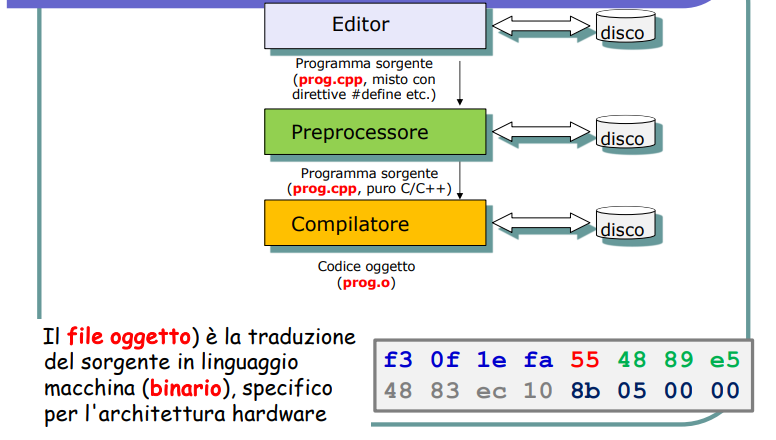 Editor
disco
Programma sorgente
(prog.cpp, misto con
direttive #define etc.)
Preprocessore
disco
Programma sorgente
(prog.cpp, puro C/C++)
Compilatore
disco
Codice oggetto
(prog.o)
Il file oggetto) è la traduzione
del sorgente in linguaggio
macchina (binario), specifico
per l'architettura hardware
f3 0f 1e fa 55 48 89 e5
48 83 ec 10 8b 05 00 00